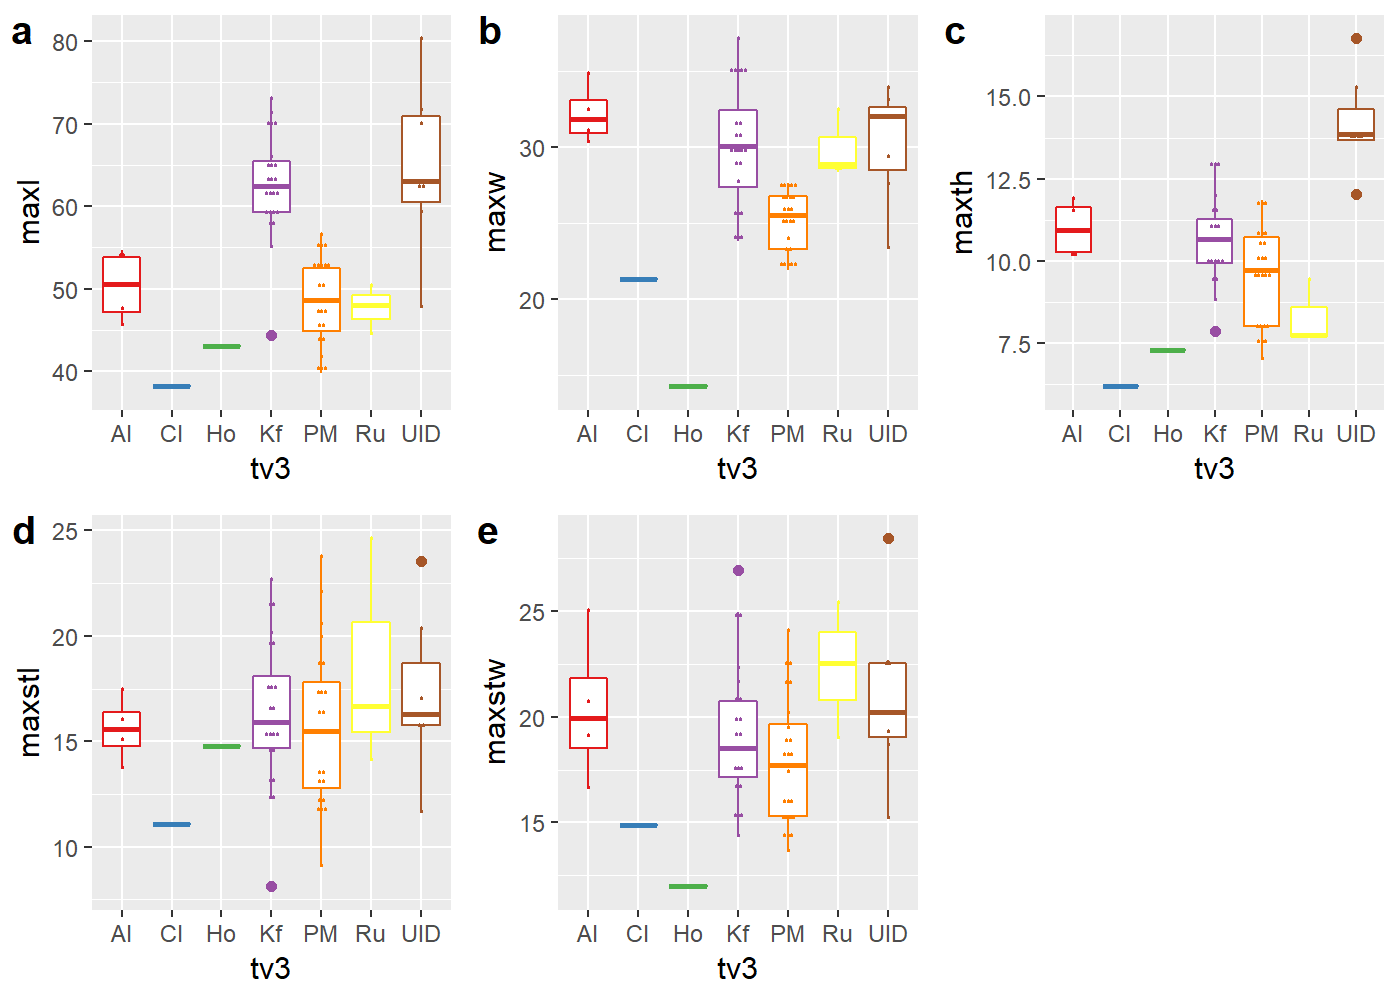 a
80
70
60
50
40
maxl
Al Cl Ho Kf PM Ru UID
tv3
b
30
20
maxw
Al Cl Ho Kf PM Ru UID
tv3
c
15.0
12.5
10.0
7.5
maxth
Al Cl Ho Kf PM Ru UID
tv3
d
25
20
15
10
maxstl
Al Cl Ho Kf PM Ru UID
tv3
e
25
20
15
maxstw
Al Cl Ho Kf PM Ru UID
tv3